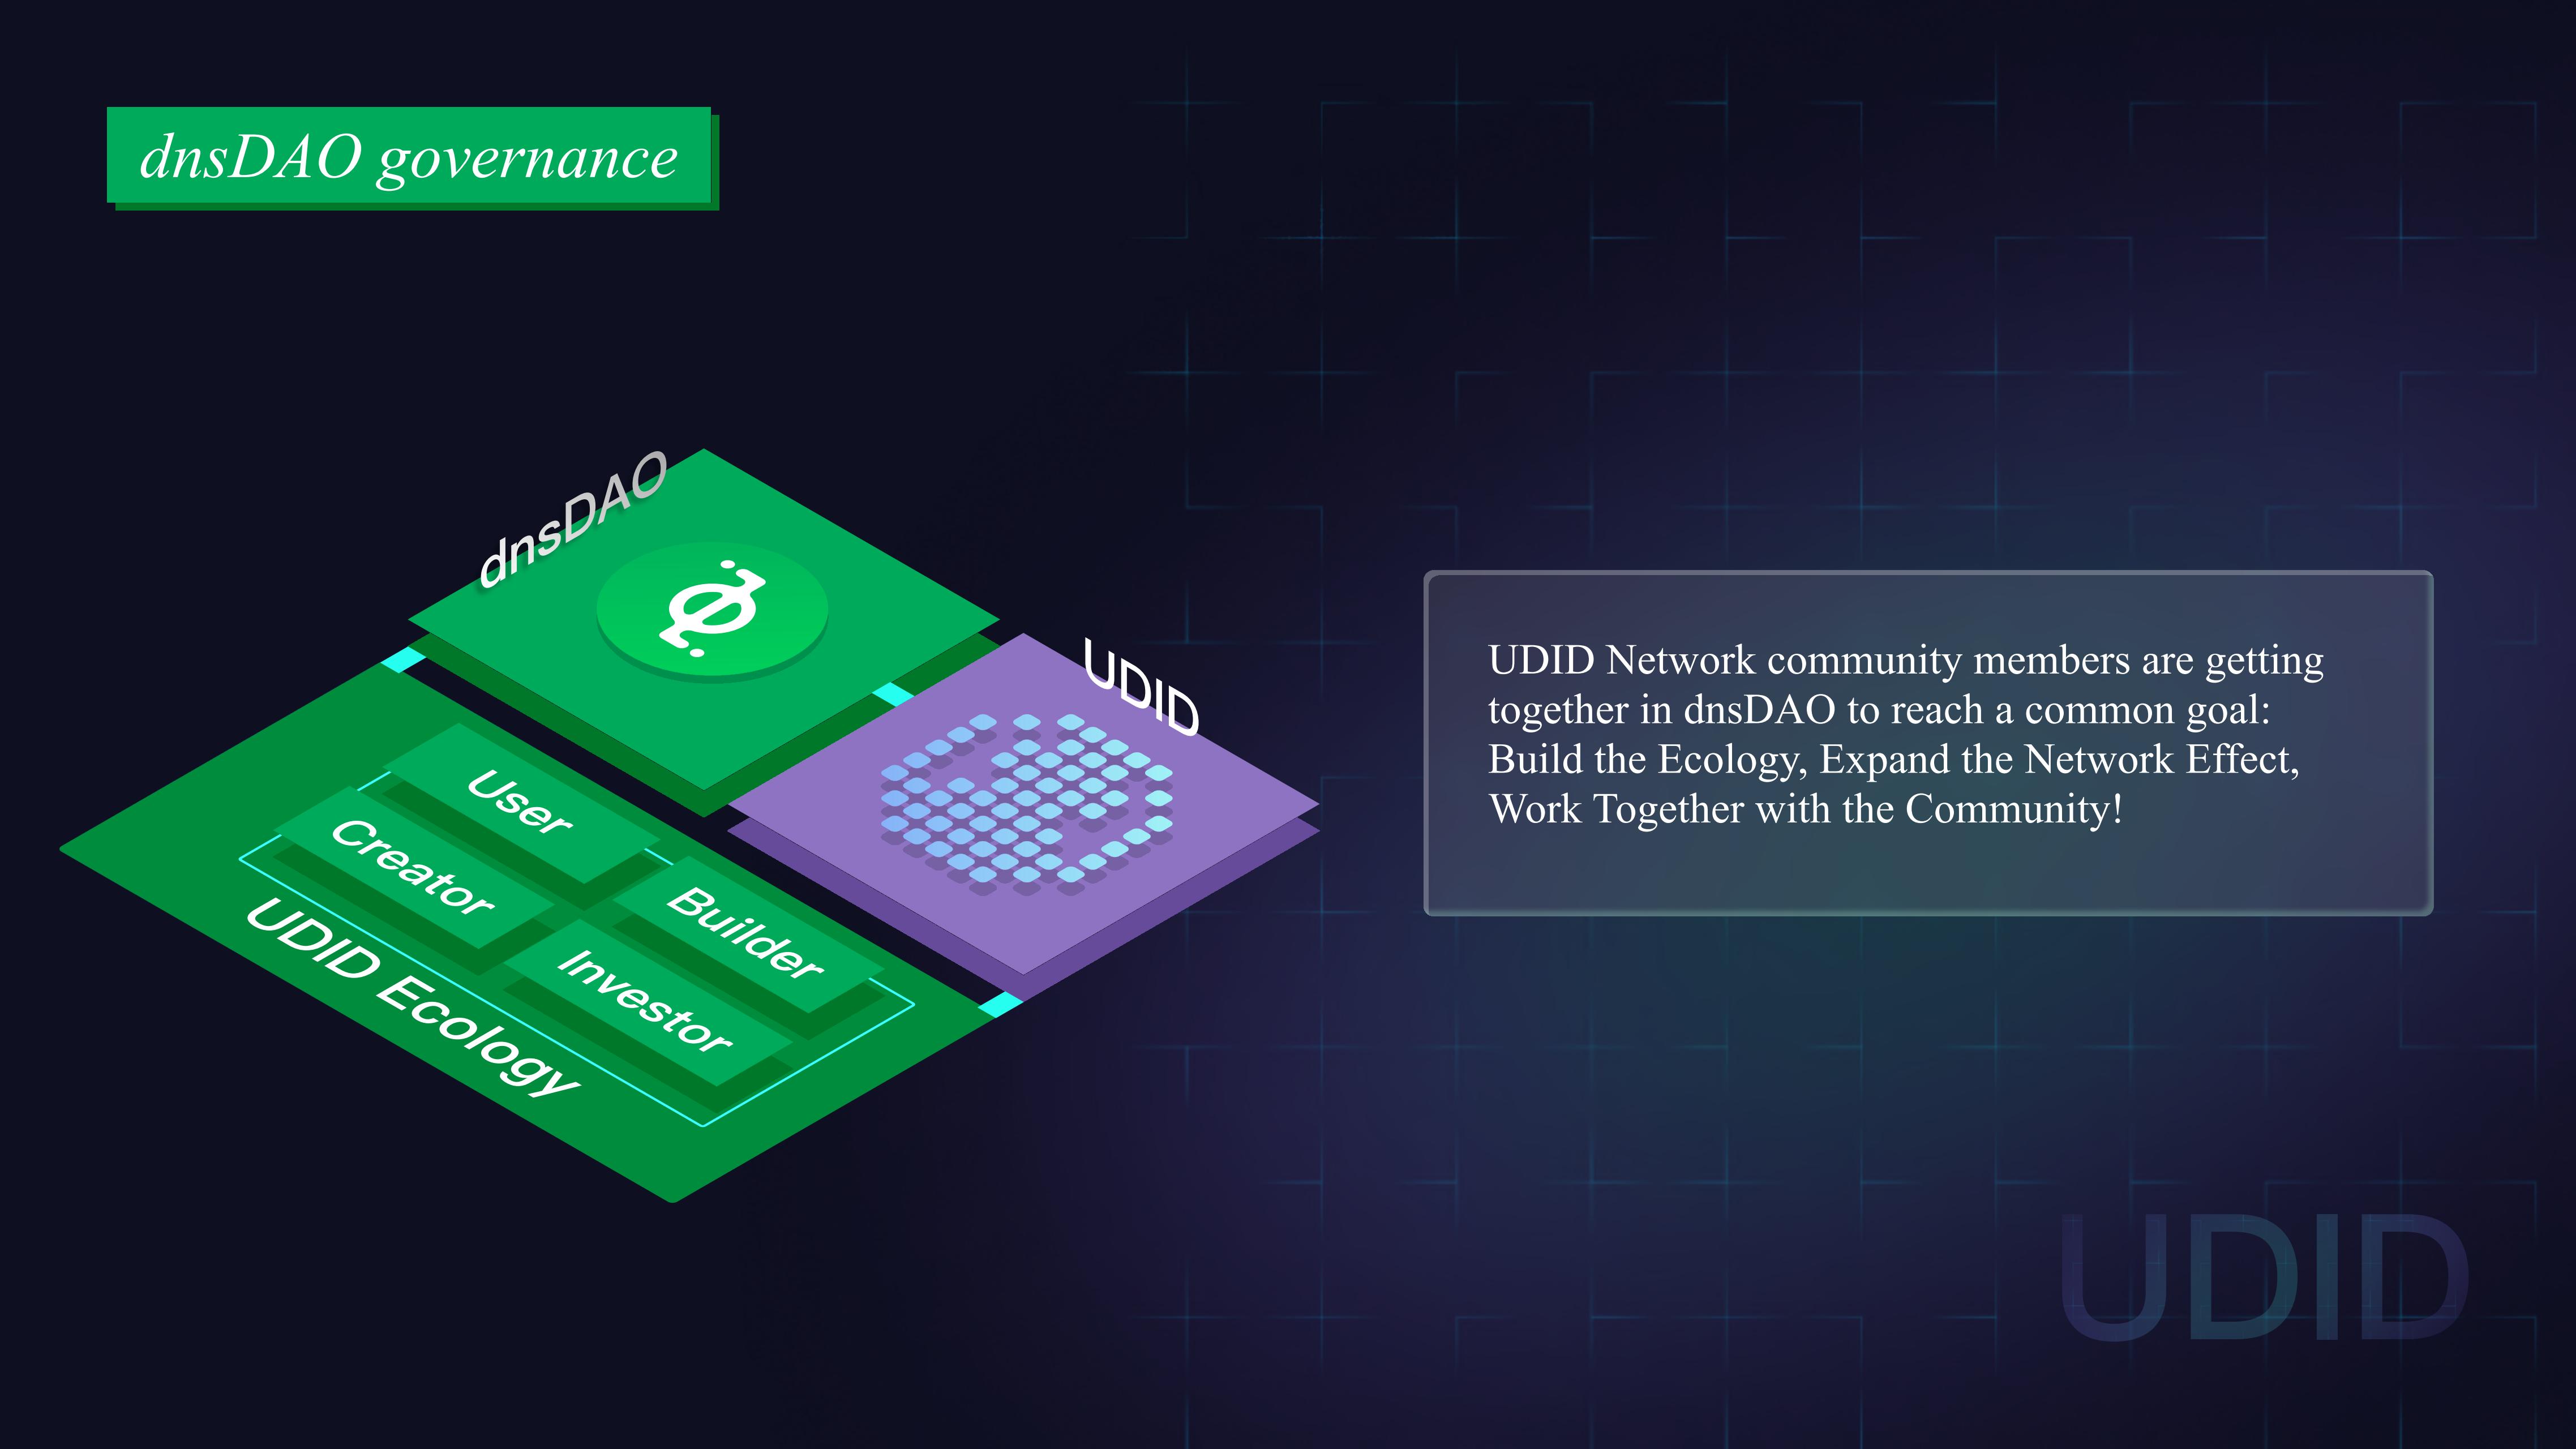 dnsDAO governance
dnsDAO
UDID
User
Creator
Builder
Investor
UDID Ecology
UDID Network community members are getting
together in dnsDAO to reach a common goal:
Build the Ecology, Expand the Network Effect,
Work Together with the Community!
UDID